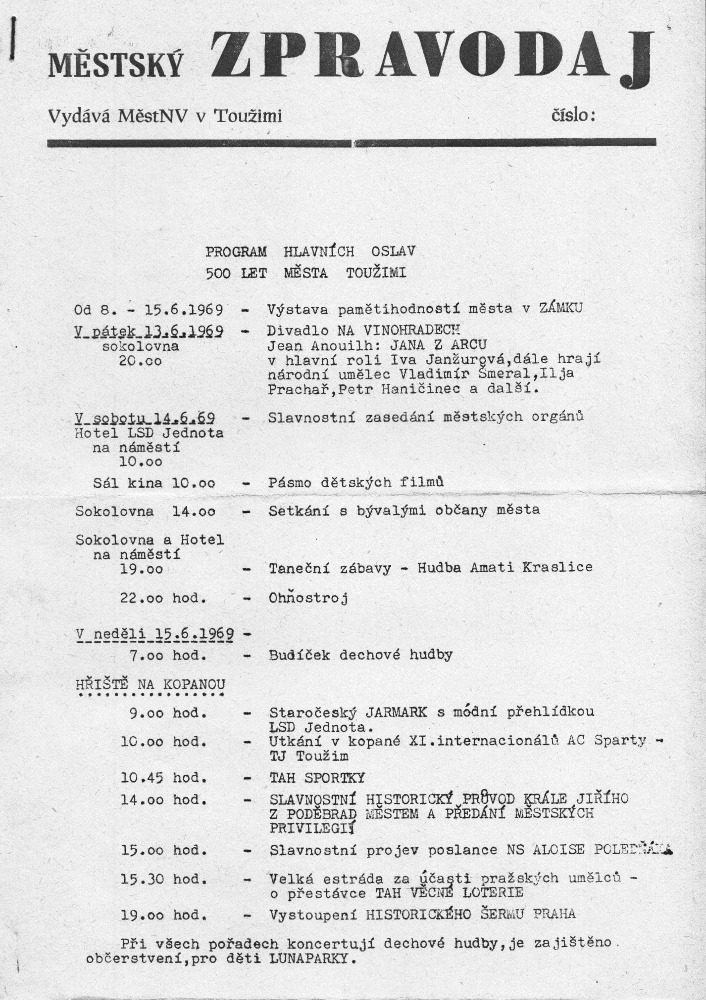 MĚSTSKÝ ZPRAVODAJ
Vydává MěstNV v Toužimi číslo:
PROGRAM HLAVNÍCH OSLAV
500 LET MĚSTA TOUŽIMI
Od 8. - 15.6.1969 - Výstava pamětihodností města v ZÁMKU
V pátek 13.6.1969 - Divadlo NA VINOHRADECH
sokolovna Jean Anouilh: JANA Z ARCU
20.oo v hlavní roli Iva Janžurová,dále hrají
národní umělec Vladimír Šmeral,Ilja
Prachař,Petr Haničinec a další.
V sobotu 14.6.69 - Slavnostní zasedání městských orgánů
Hotel LSD Jednota
na náměstí
10.oo
Sál kina 10.oo - Pásmo dětských filmů
Sokolovna 14.oo - Setkání s bývalými občany města
Sokolovna a Hotel
na náměstí
19.oo - Taneční zábavy - Hudba Amati Kraslice
22.oo hod. - Ohňostroj
V neděli 15.6.1969 -
7.oo hod. - Budíček dechové hudby
HŘIŠTĚ NA KOPANOU
9.oo hod. - Staročeský JARMARK s módní přehlídkou
LSD Jednota.
10.oo hod. - Utkání v kopané XI.internacionálů AC Sparty -
TJ Toužim
10.45 hod. - TAH SPORTKY
14.oo hod. - SLAVNOSTNÍ HISTORICKÝ PRŮVOD KRÁLE JIŘÍHO
Z PODĚBRAD MĚSTEM A PŘEDÁNÍ MĚSTSKÝCH
PRIVILEGIÍ
15.oo hod. - Slavnostní projev poslance NS ALOISE POLEDŇÁKA
15.30 hod. - Velká estráda za účasti pražských umělců -
o přestávce TAH VĚCNÉ LOTERIE
19.oo hod. - Vystoupení HISTORICKÉHO ŠERMU PRAHA
Při všech pořadech koncertují dechové hudby,je zajištěno
občerstvení,pro děti LUNAPARKY.